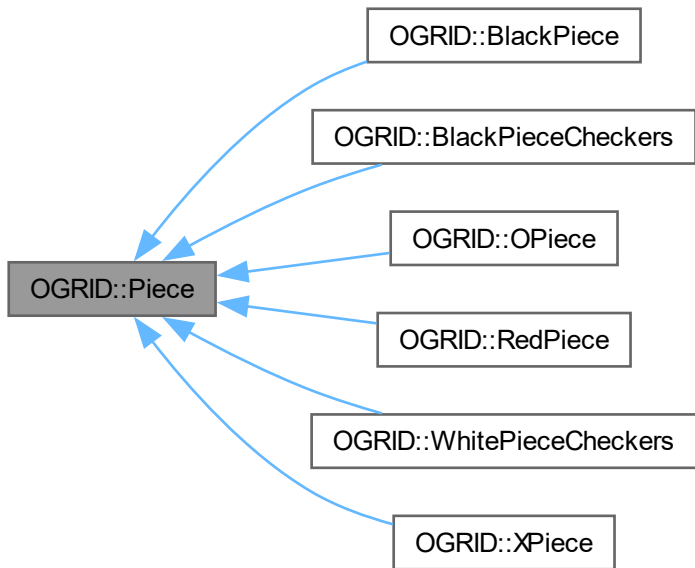 OGRID::BlackPiece
OGRID::BlackPieceCheckers
OGRID::OPiece
OGRID::Piece
OGRID::RedPiece
OGRID::WhitePieceCheckers
OGRID::XPiece